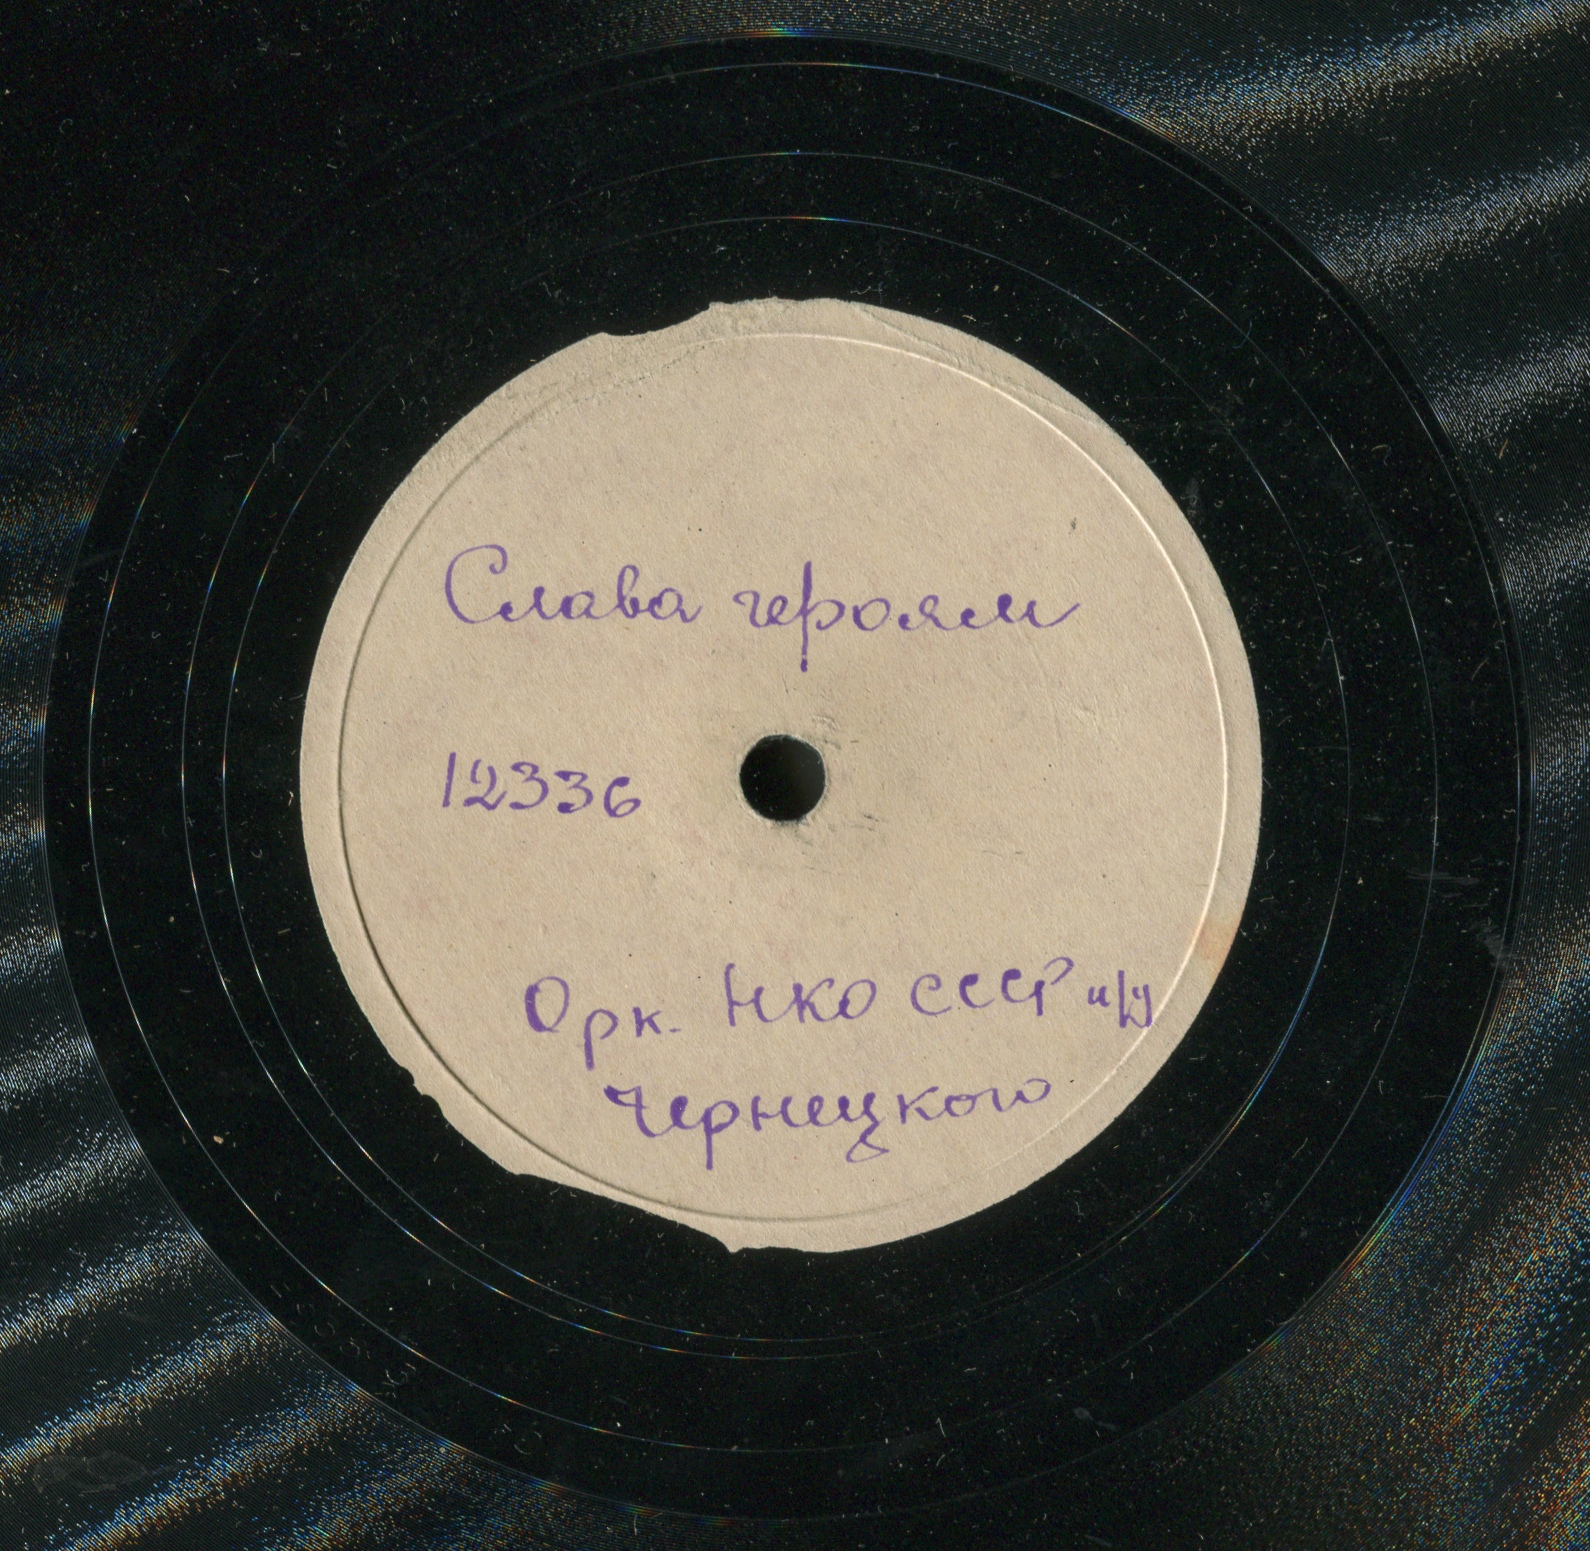 Слава героям
12336
Орк. НКО СССР п/у
Чернецкого